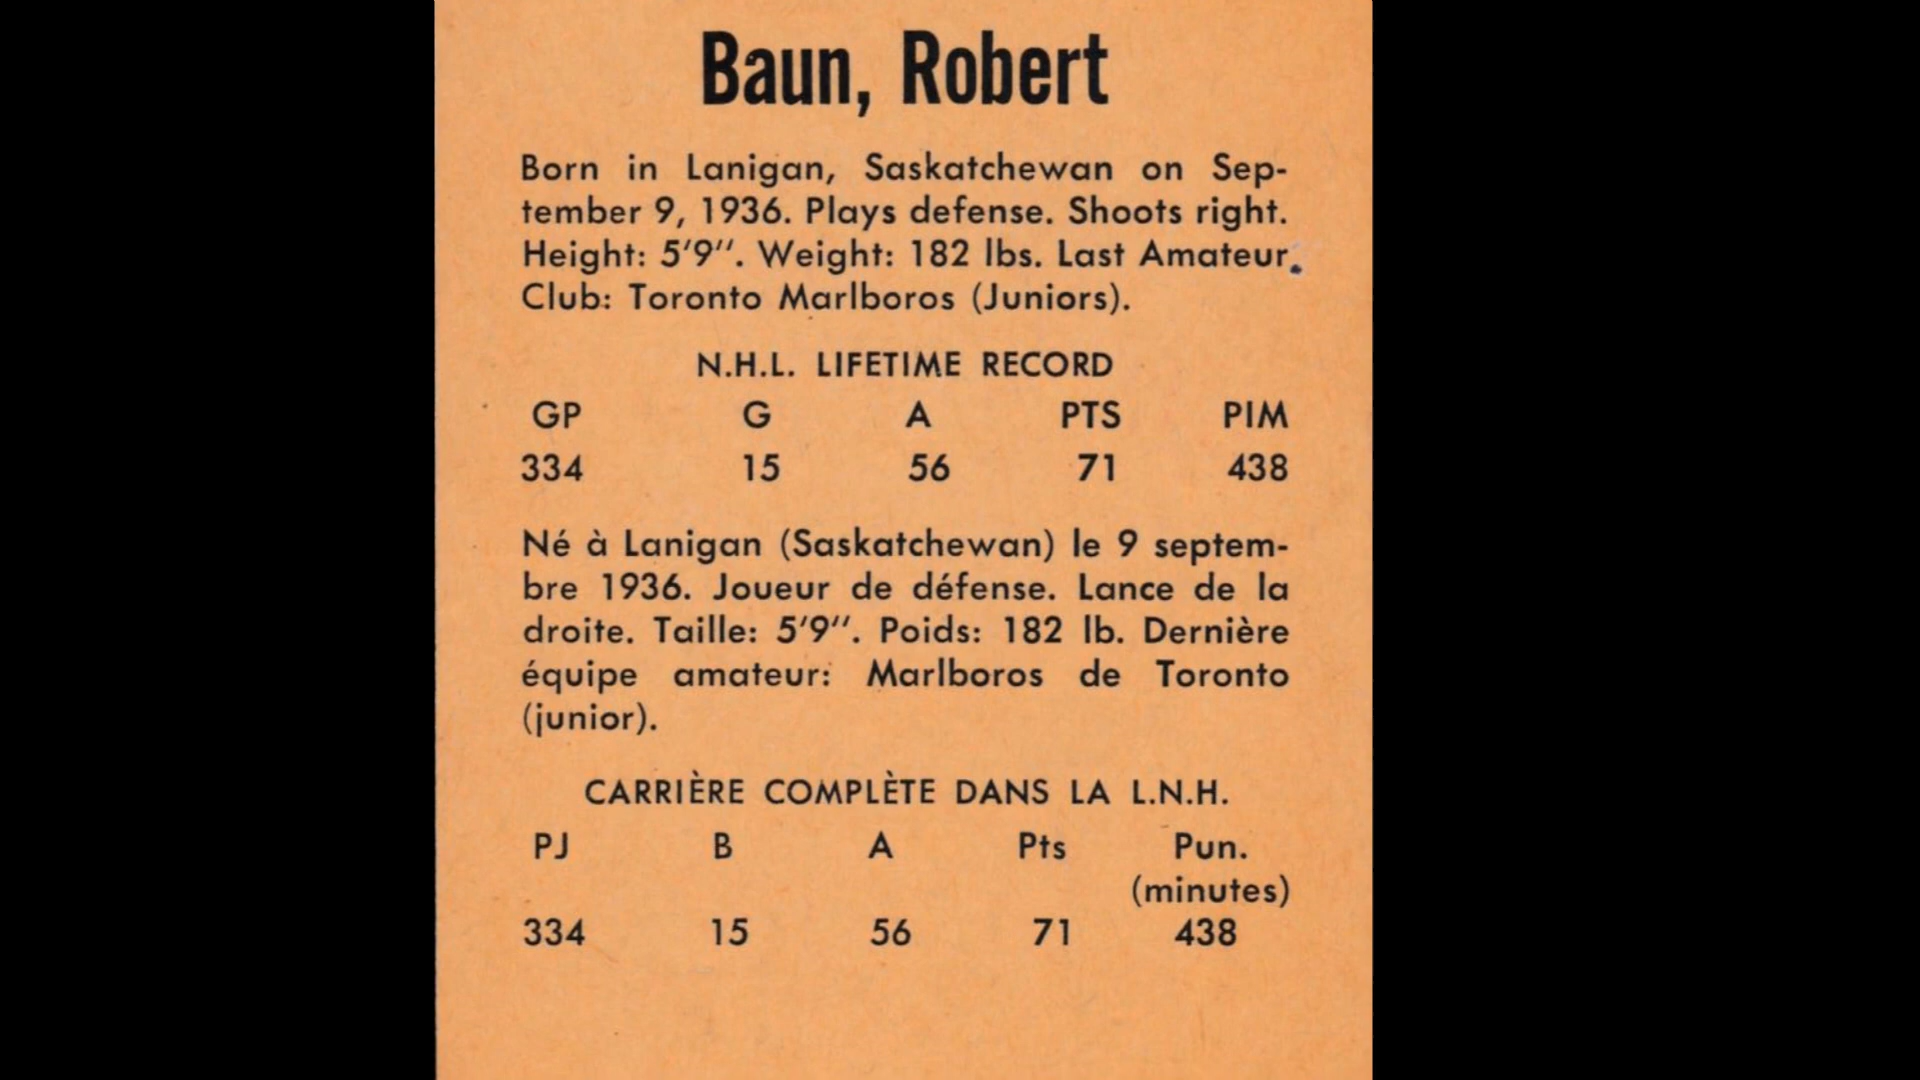 Baun, Robert
Born in Lanigan, Saskatchewan on Sep-
tember 9, 1936. Plays defense. Shoots right.
Height: 5'9". Weight: 182 lbs. Last Amateur
Club: Toronto Marlboros (Juniors).
N.H.L. LIFETIME RECORD
GP G A PTS PIM
334 15 56 71 438
Né à Lanigan (Saskatchewan) le 9 septem-
bre 1936. Joueur de défense. Lance de la
droite. Taille: 5'9". Poids: 182 lb. Dernière
équipe amateur: Marlboros de Toronto
(junior).
CARRIÈRE COMPLÈTE DANS LA L.N.H.
PJ B A Pts Pun.
(minutes)
334 15 56 71 438